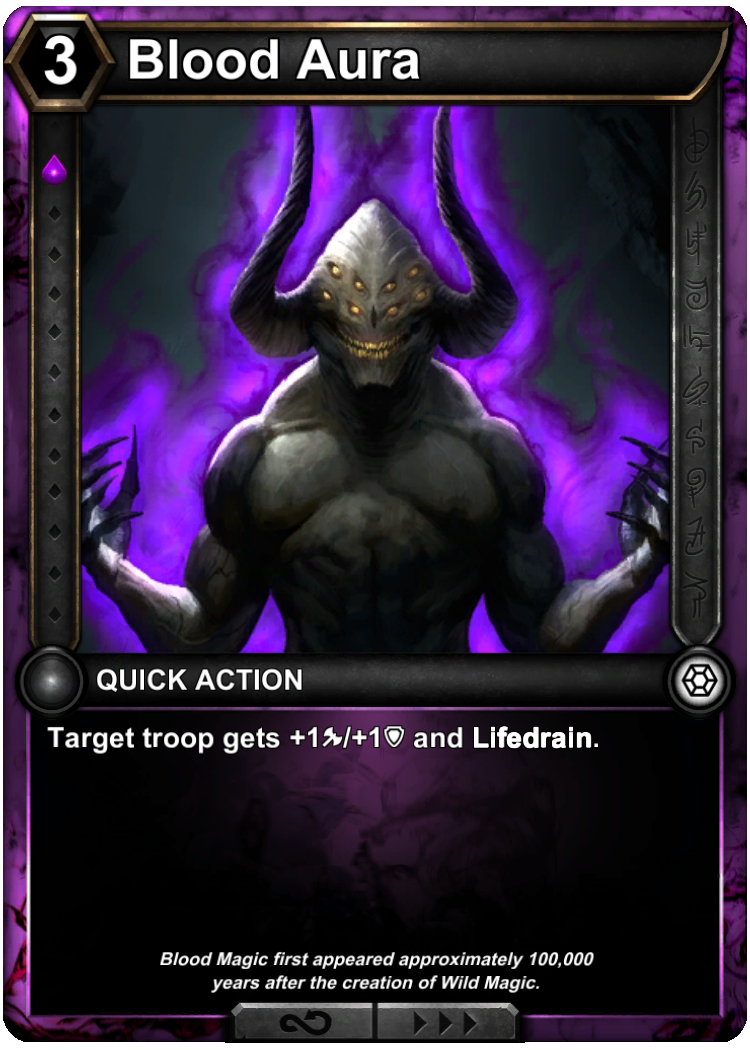 3
Blood Aura
QUICK ACTION
Target troop gets +1/+1 and Lifedrain.
Blood Magic first appeared approximately 100,000
years after the creation of Wild Magic.